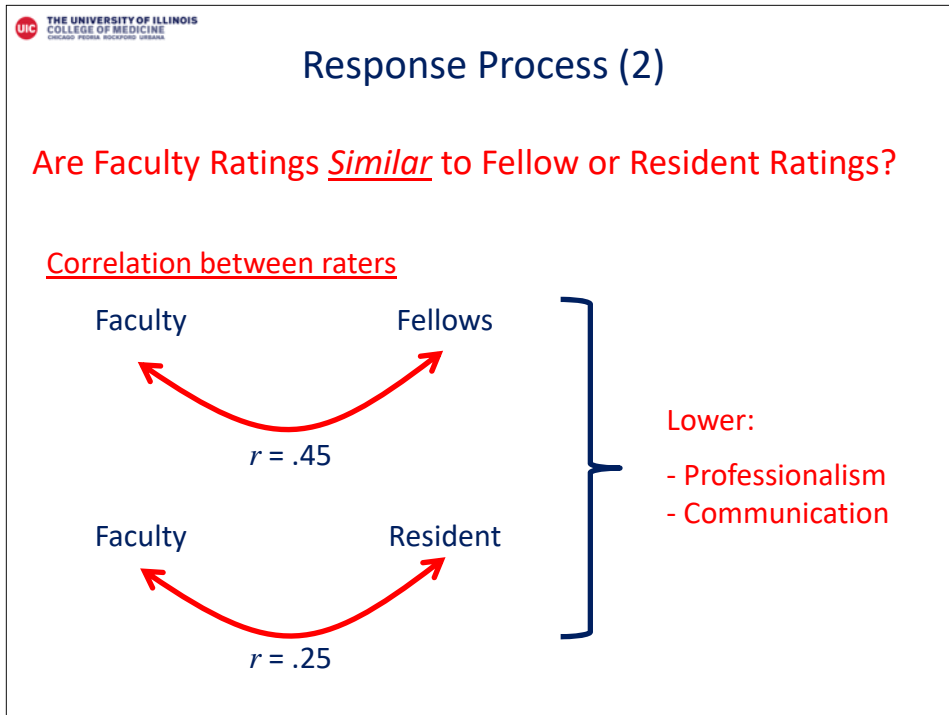 UIC
THE UNIVERSITY OF ILLINOIS
COLLEGE OF MEDICINE
CHICAGO PEORIA ROCKFORD URBANA
Response Process (2)
Are Faculty Ratings Similar to Fellow or Resident Ratings?
Correlation between raters
Faculty Fellows
r = .45
Faculty Resident
r = .25
Lower:
- Professionalism
- Communication